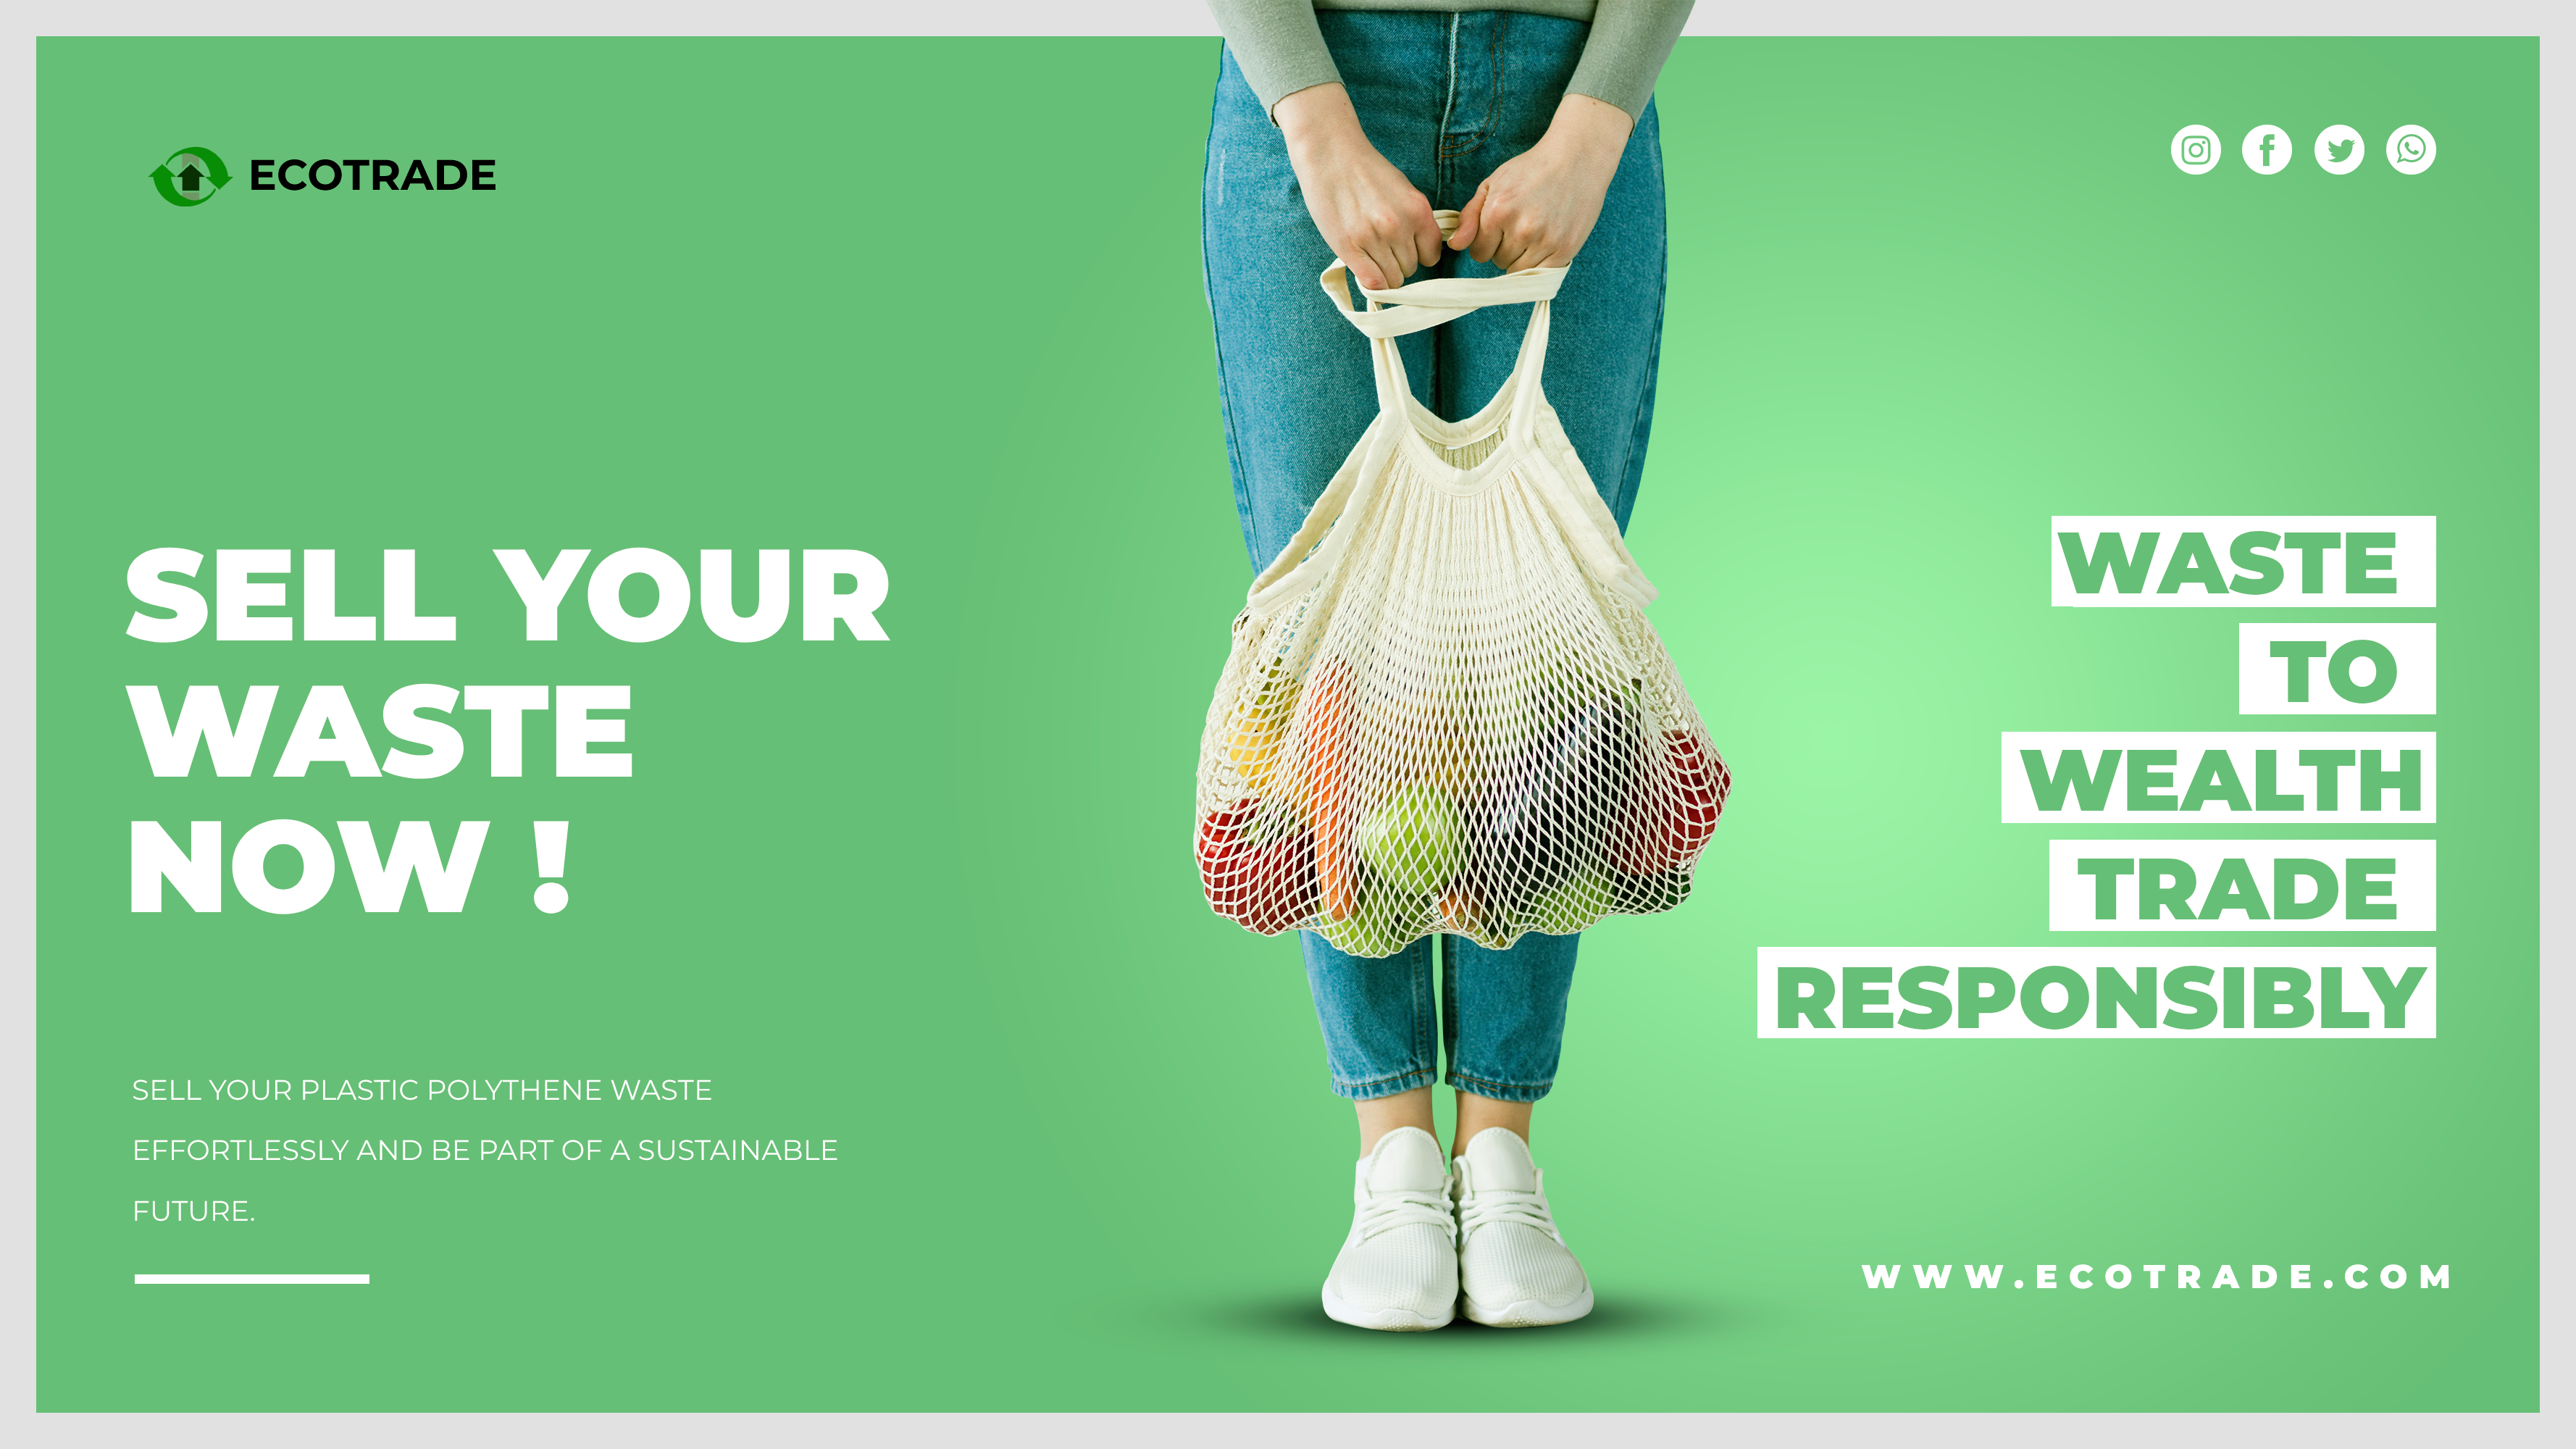 ECOTRADE
SELL YOUR
WASTE
NOW !
SELL YOUR PLASTIC POLYTHENE WASTE
EFFORTLESSLY AND BE PART OF A SUSTAINABLE
FUTURE.
WASTE
TO
WEALTH
TRADE
RESPONSIBLY
WWW.ECOTRADE.COM